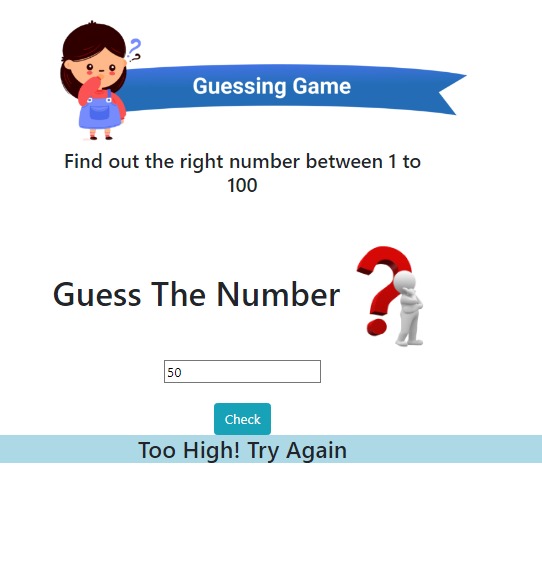 Guessing Game
Find out the right number between 1 to
100
Guess The Number
50
Check
Too High! Try Again